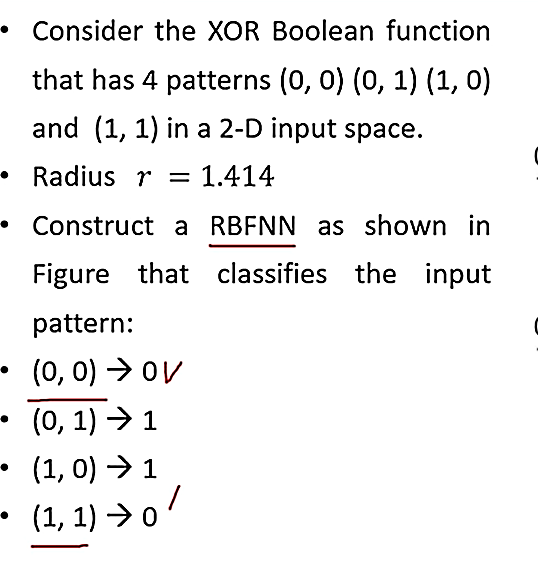 • Consider the XOR Boolean function
that has 4 patterns (0, 0) (0, 1) (1, 0)
and (1, 1) in a 2-D input space.
• Radius r = 1.414
• Construct a RBFNN as shown in
Figure that classifies the input
pattern:
• (0, 0) → 0
• (0, 1) → 1
• (1, 0) → 1
• (1, 1) → 0